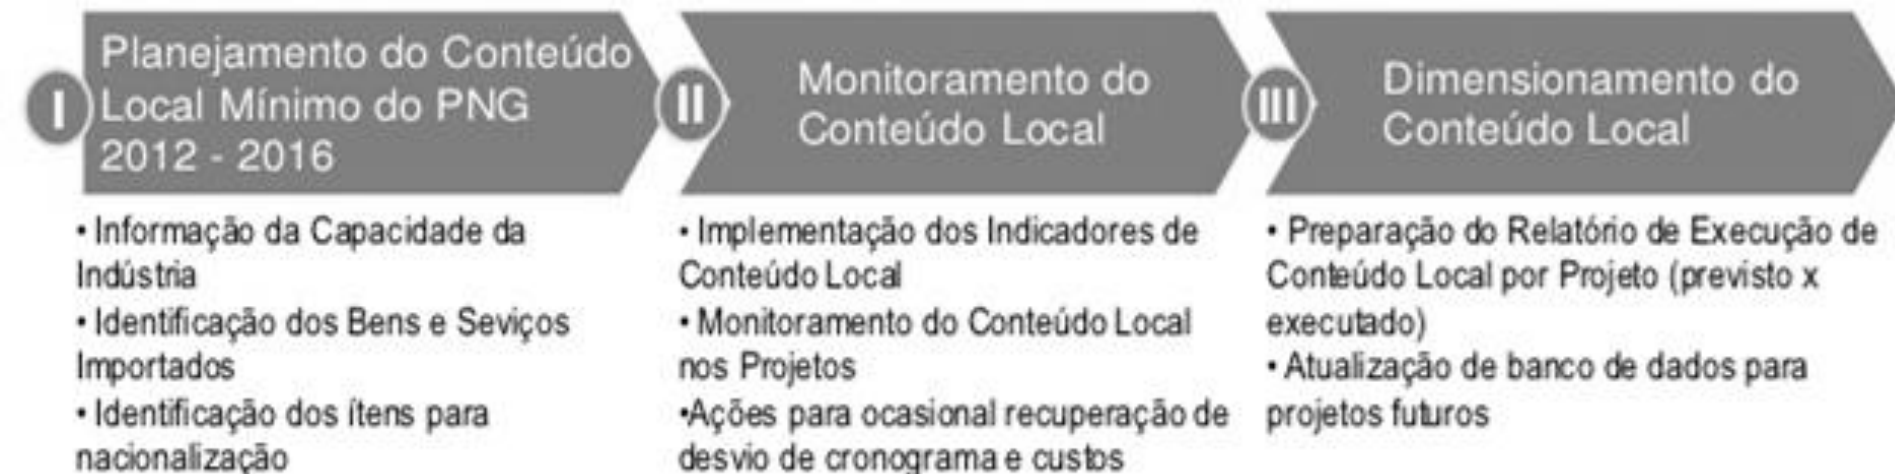 I
Planejamento do Conteúdo
Local Mínimo do PNG
2012 - 2016
• Informação da Capacidade da
Indústria
• Identificação dos Bens e Seviços
Importados
• Identificação dos ítens para
nacionalização
II
Monitoramento do
Conteúdo Local
• Implementação dos Indicadores de
Conteúdo Local
• Monitoramento do Conteúdo Local
nos Projetos
•Ações para ocasional recuperação de
desvio de cronograma e custos
III
Dimensionamento do
Conteúdo Local
• Preparação do Relatório de Execução de
Conteúdo Local por Projeto (previsto x
executado)
• Atualização de banco de dados para
projetos futuros